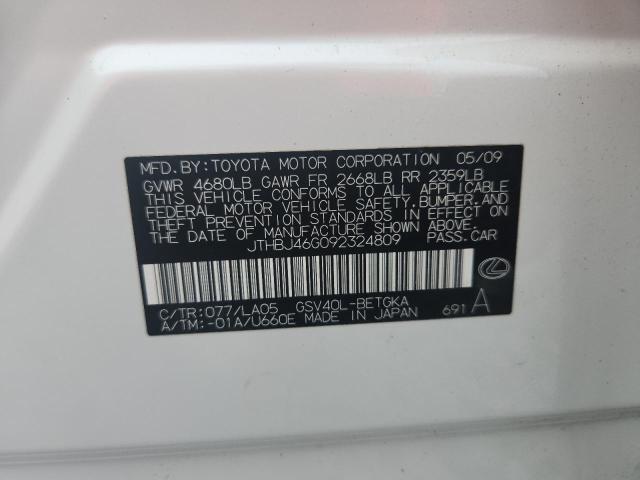 MFD. BY: TOYOTA MOTOR CORPORATION 05/09
GVWR 4680LB GAWR FR 2668LB RR 2359LB
THIS VEHICLE CONFORMS TO ALL APPLICABLE
FEDERAL MOTOR VEHICLE SAFETY, BUMPER, AND
THEFT PREVENTION STANDARDS IN EFFECT ON
THE DATE OF MANUFACTURE SHOWN ABOVE.
JTHBJ46G092324809 PASS. CAR
C/TR:077/LA05 GSV40L-BETGKA
A/TM:-01A/U660E MADE IN JAPAN 691 A